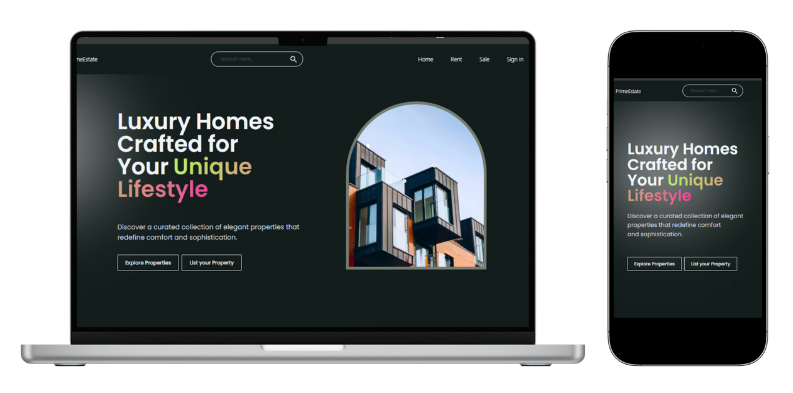 meEstate
Search Here..
Home
Rent
Sale
Sign in
Luxury Homes
Crafted for
Your Unique
Lifestyle
Discover a curated collection of elegant properties that
redefine comfort and sophistication.
Explore Properties
List your Property
PrimeEstate
Search Here..
Luxury Homes
Crafted for
Your Unique
Lifestyle
Discover a curated collection of elegant
properties that redefine comfort
and sophistication.
Explore Properties
List your Property